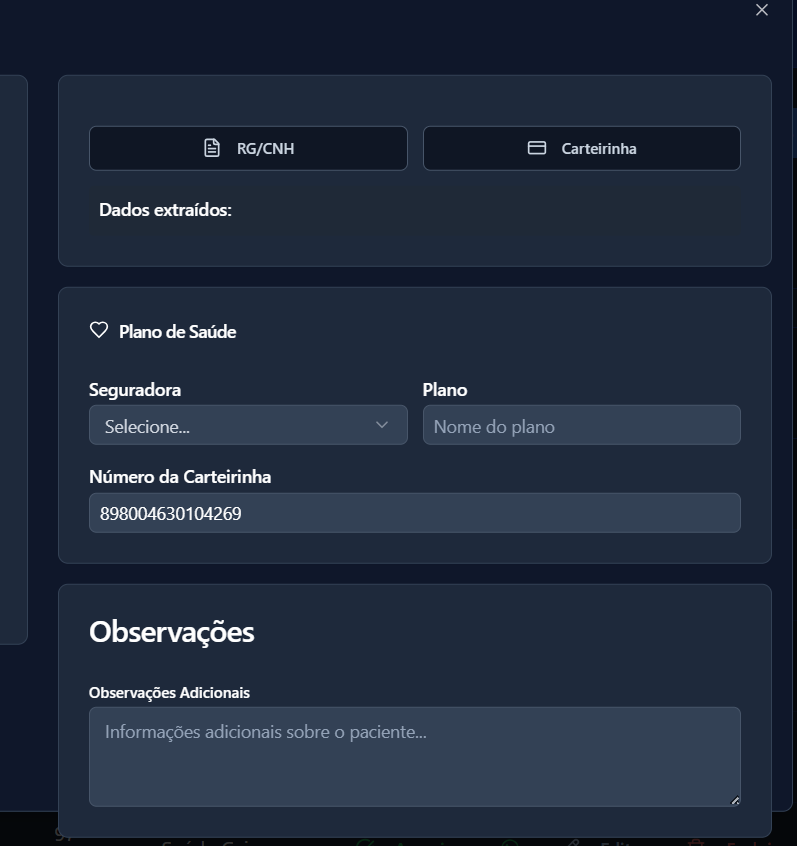 RG/CNH Carteirinha
Dados extraídos:
Plano de Saúde
Seguradora Plano
Selecione... Nome do plano
Número da Carteirinha
898004630104269
Observações
Observações Adicionais
Informações adicionais sobre o paciente...